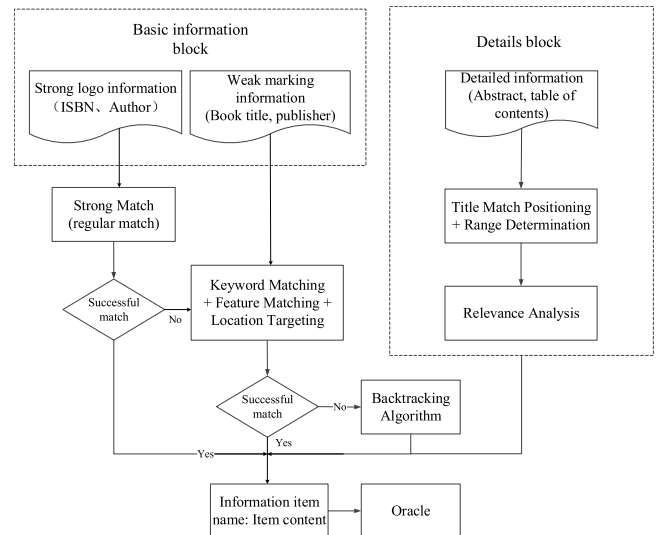 Basic information
block
Details block
Strong logo information
（ISBN、Author）
Weak marking
information
(Book title, publisher)
Detailed information
(Abstract, table of
contents)
Strong Match
(regular match)
Title Match Positioning
+ Range Determination
Keyword Matching
+ Feature Matching +
Location Targeting
Successful
match
No
Relevance Analysis
Successful
match
No
Backtracking
Algorithm
Yes
Yes
Information item
name: Item content
Oracle